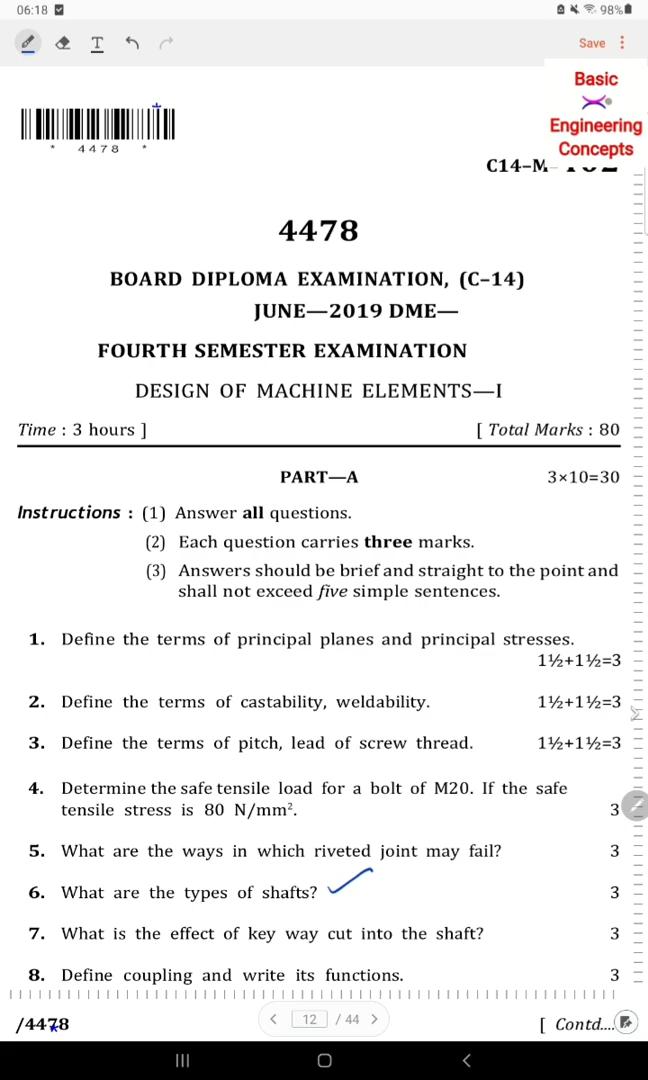 06:18
98%
T
Save
Basic
Engineering
Concepts
* 4478 *
C14–M–
4478
BOARD DIPLOMA EXAMINATION, (C–14)
JUNE—2019 DME—
FOURTH SEMESTER EXAMINATION
DESIGN OF MACHINE ELEMENTS—I
Time : 3 hours ] [ Total Marks : 80
PART—A 3×10=30
Instructions : (1) Answer all questions.
(2) Each question carries three marks.
(3) Answers should be brief and straight to the point and
shall not exceed five simple sentences.
1. Define the terms of principal planes and principal stresses.
1½+1½=3
2. Define the terms of castability, weldability. 1½+1½=3
3. Define the terms of pitch, lead of screw thread. 1½+1½=3
4. Determine the safe tensile load for a bolt of M20. If the safe
tensile stress is 80 N/mm². 3
5. What are the ways in which riveted joint may fail? 3
6. What are the types of shafts? 3
7. What is the effect of key way cut into the shaft? 3
8. Define coupling and write its functions. 3
/4478 12 / 44 [ Contd....